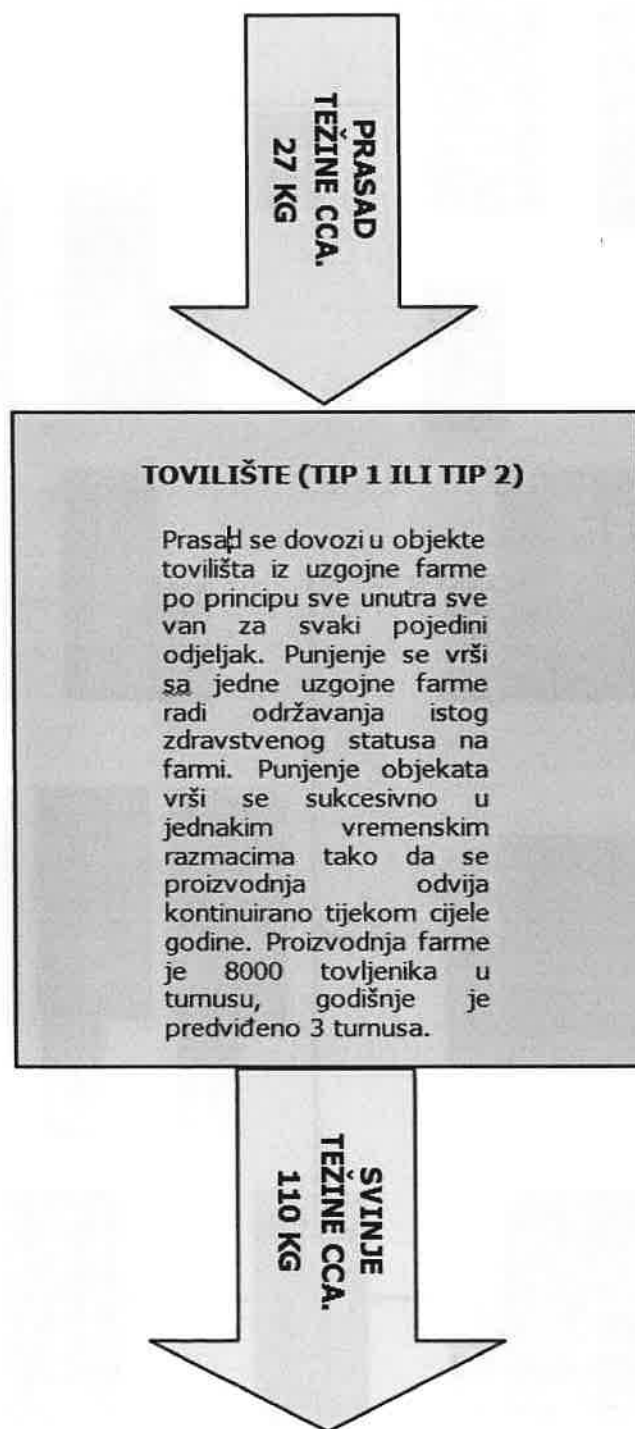 PRASAD
TEŽINE CCA.
27 KG
TOVILIŠTE (TIP 1 ILI TIP 2)
Prasad se dovozi u objekte
tovilišta iz uzgojne farme
po principu sve unutra sve
van za svaki pojedini
odjeljak. Punjenje se vrši
sa jedne uzgojne farme
radi održavanja istog
zdravstvenog statusa na
farmi. Punjenje objekata
vrši se sukcesivno u
jednakim vremenskim
razmacima tako da se
proizvodnja odvija
kontinuirano tijekom cijele
godine. Proizvodnja farme
je 8000 tovljenika u
turnusu, godišnje je
predviđeno 3 turnusa.
SVINJE
TEŽINE CCA.
110 KG